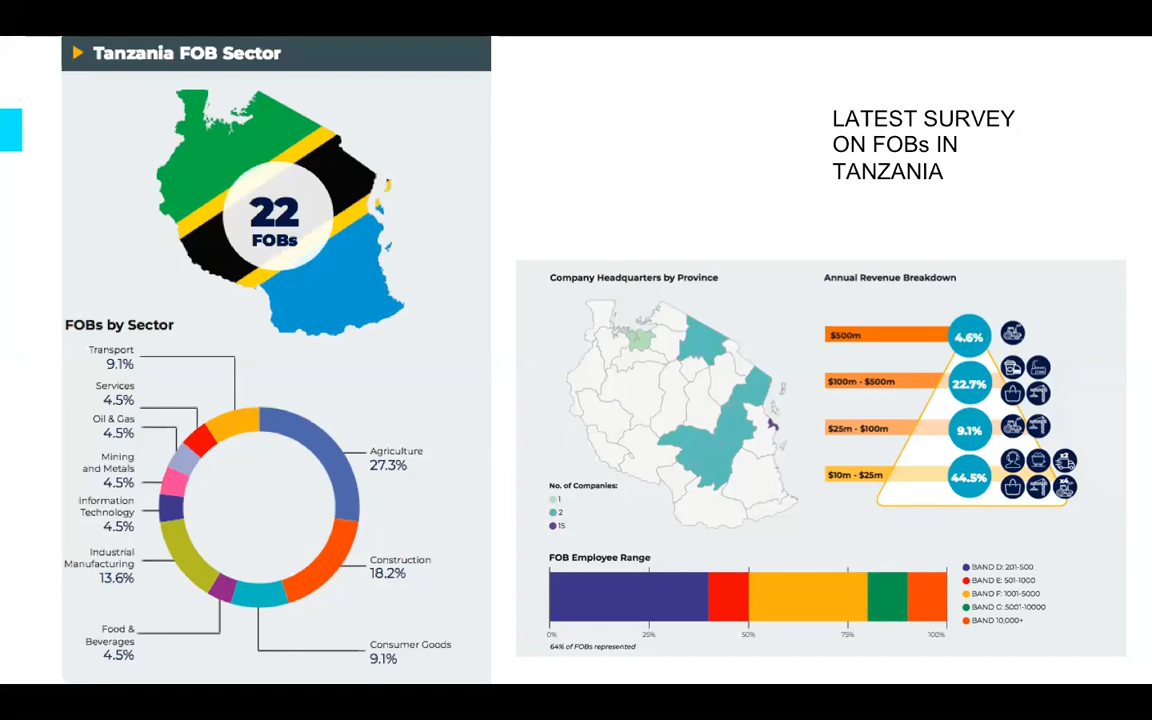 Tanzania FOB Sector
22
FOBs
FOBs by Sector
Transport
9.1%
Services
4.5%
Oil & Gas
4.5%
Mining
and Metals
4.5%
Information
Technology
4.5%
Industrial
Manufacturing
13.6%
Food &
Beverages
4.5%
Agriculture
27.3%
Construction
18.2%
Consumer Goods
9.1%
LATEST SURVEY
ON FOBs IN
TANZANIA
Company Headquarters by Province
No. of Companies:
1
2
15
Annual Revenue Breakdown
$500m
4.6%
$100m - $500m
22.7%
$25m - $100m
9.1%
$10m - $25m
44.5%
x2
x4
FOB Employee Range
0%
25%
50%
75%
100%
64% of FOBs represented
BAND D: 201-500
BAND E: 501-1000
BAND F: 1001-5000
BAND G: 5001-10000
BAND 10,000+